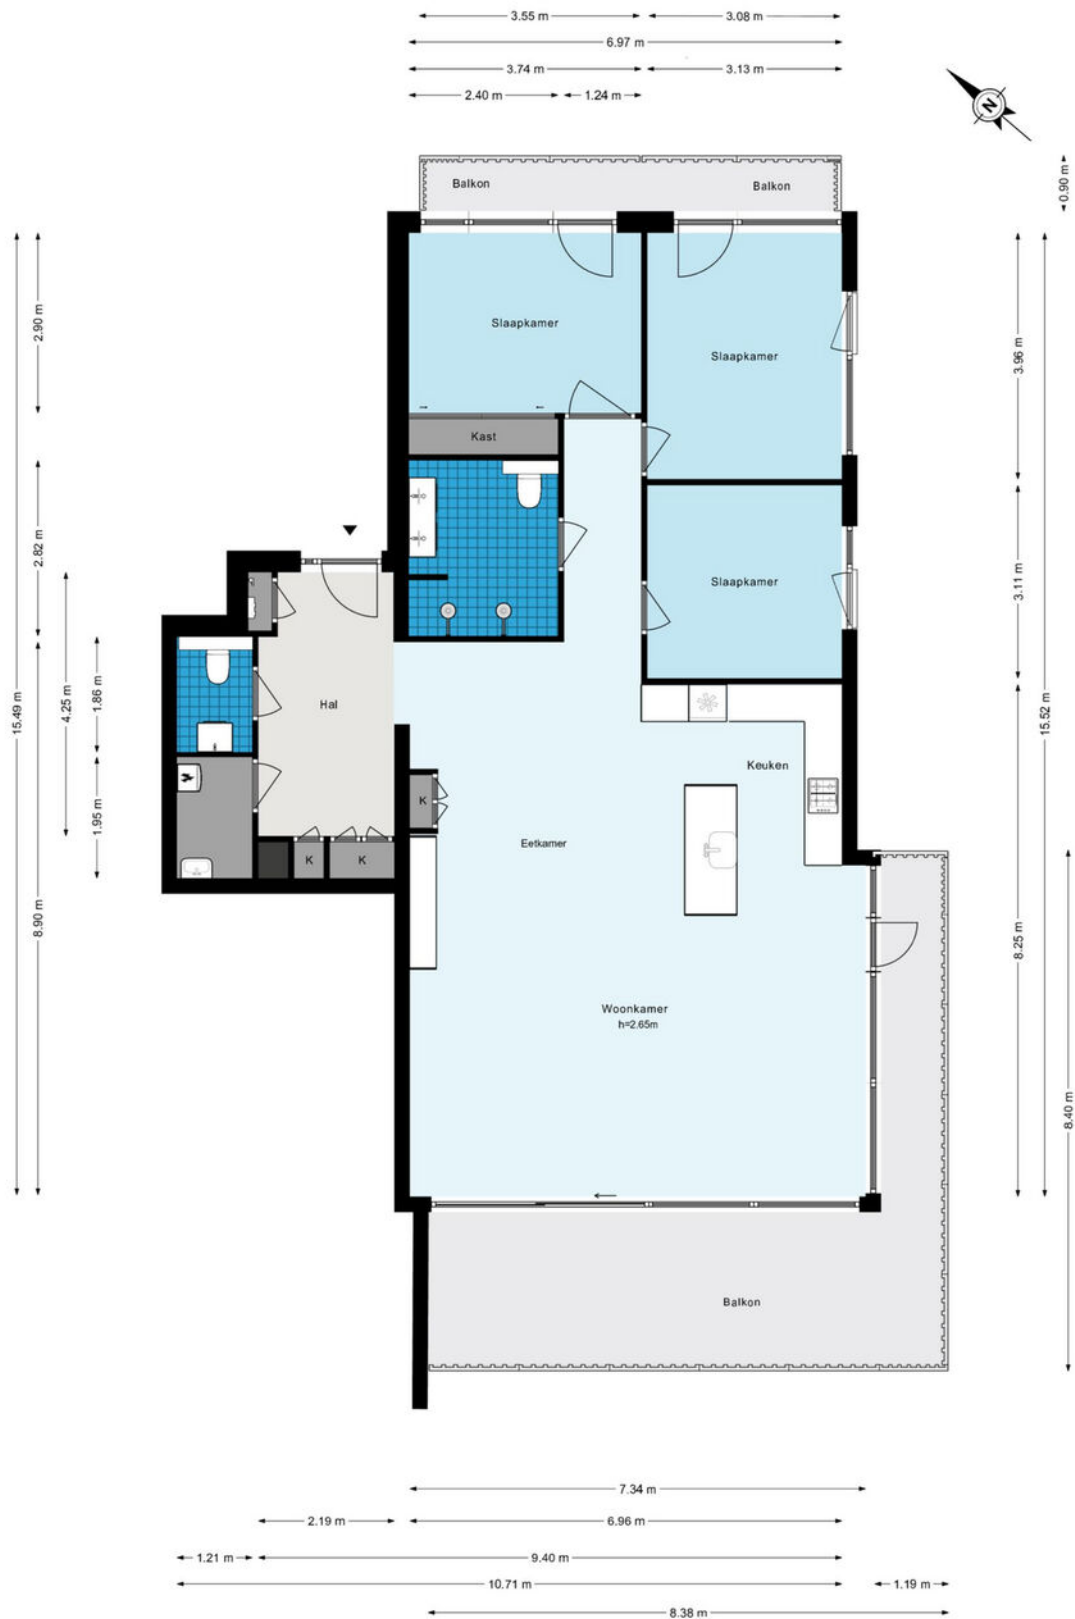 3.55 m
3.08 m
6.97 m
3.74 m
3.13 m
2.40 m
1.24 m
N
0.90 m
Balkon
Balkon
2.90 m
Slaapkamer
Slaapkamer
3.96 m
Kast
2.82 m
Slaapkamer
3.11 m
15.49 m
4.25 m
1.86 m
Hal
15.52 m
Keuken
1.95 m
K
Eetkamer
K
K
8.90 m
8.25 m
Woonkamer
h=2.65m
8.40 m
Balkon
7.34 m
2.19 m
6.96 m
1.21 m
9.40 m
10.71 m
1.19 m
8.38 m